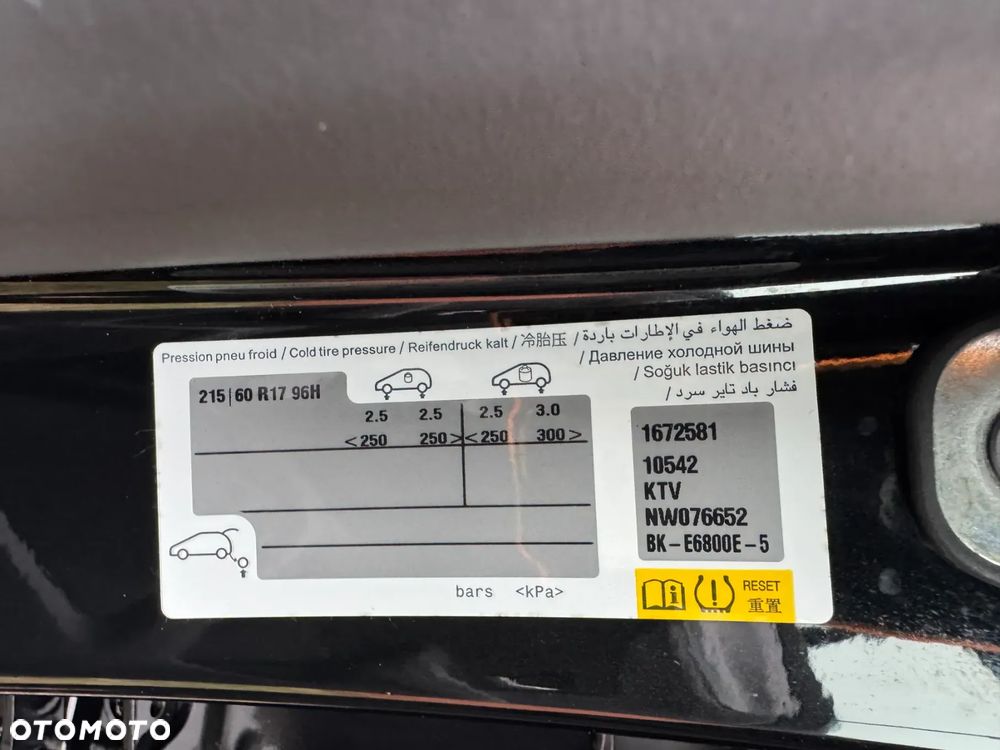 Pression pneu froid / Cold tire pressure / Reifendruck kalt / 冷胎压 / ضغط الهواء في الإطارات باردة
/ Давление холодной шины
/ Soğuk lastik basıncı
/ فشار باد تایر سرد
215|60 R17 96H
2.5 2.5 2.5 3.0
<250 250><250 300>
1672581
10542
KTV
NW076652
BK-E6800E-5
bars <kPa>
RESET
重置
OTOMOTO